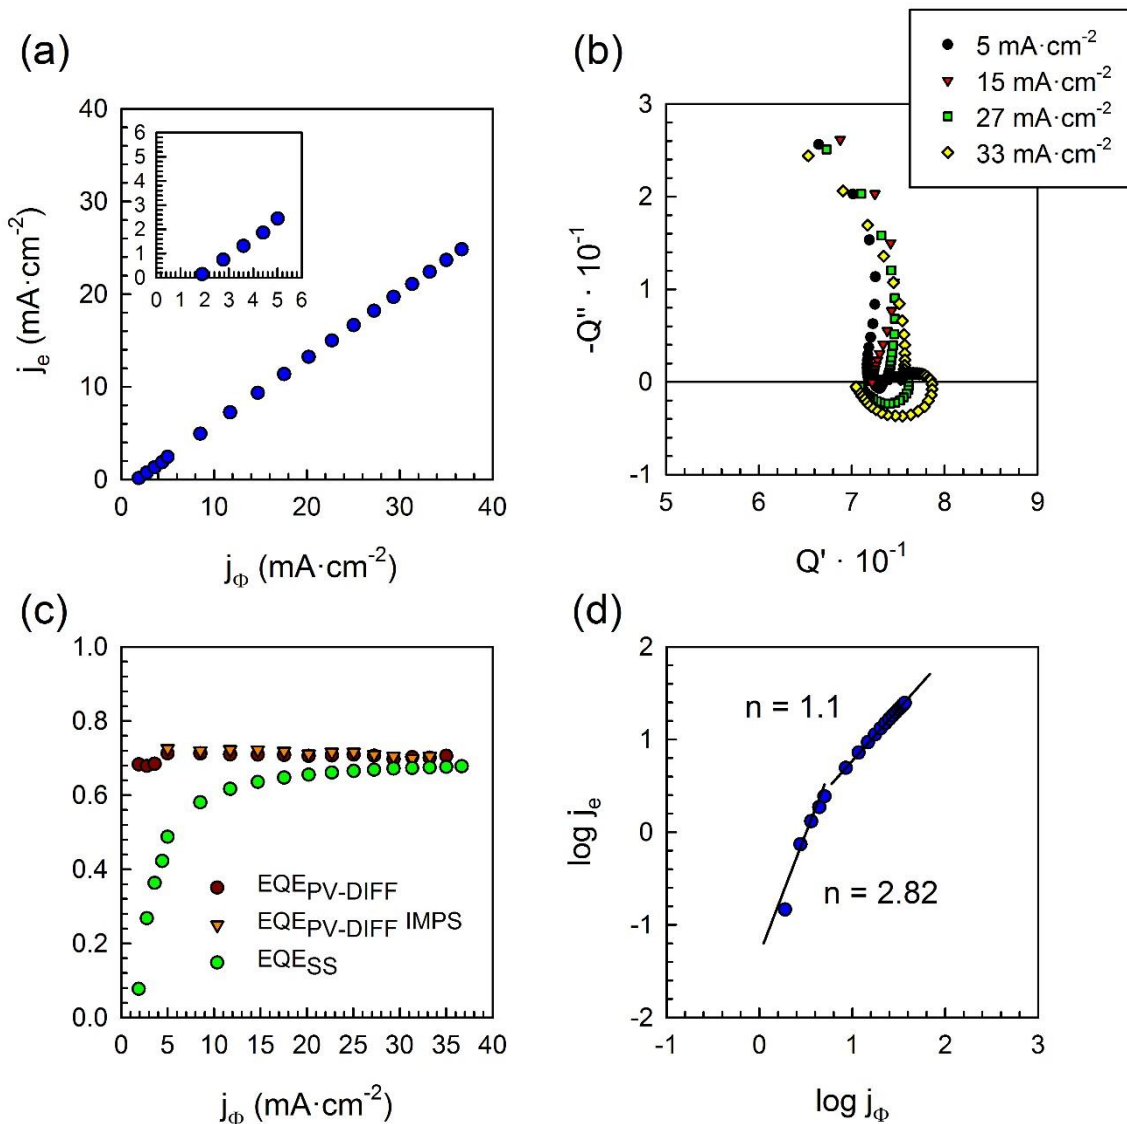 (a)
40
30
20
10
0
0 10 20 30 40
6
5
4
3
2
1
0
0 1 2 3 4 5 6
jₑ (mA·cm⁻²)
j_Φ (mA·cm⁻²)
(b)
5 mA·cm⁻²
15 mA·cm⁻²
27 mA·cm⁻²
33 mA·cm⁻²
3
2
1
0
-1
5 6 7 8 9
-Q'' · 10⁻¹
Q' · 10⁻¹
(c)
1.0
0.8
0.6
0.4
0.2
0.0
0 5 10 15 20 25 30 35 40
EQE_PV-DIFF
EQE_PV-DIFF IMPS
EQE_SS
j_Φ (mA·cm⁻²)
(d)
2
1
0
-1
-2
-1 0 1 2 3
n = 1.1
n = 2.82
log jₑ
log j_Φ